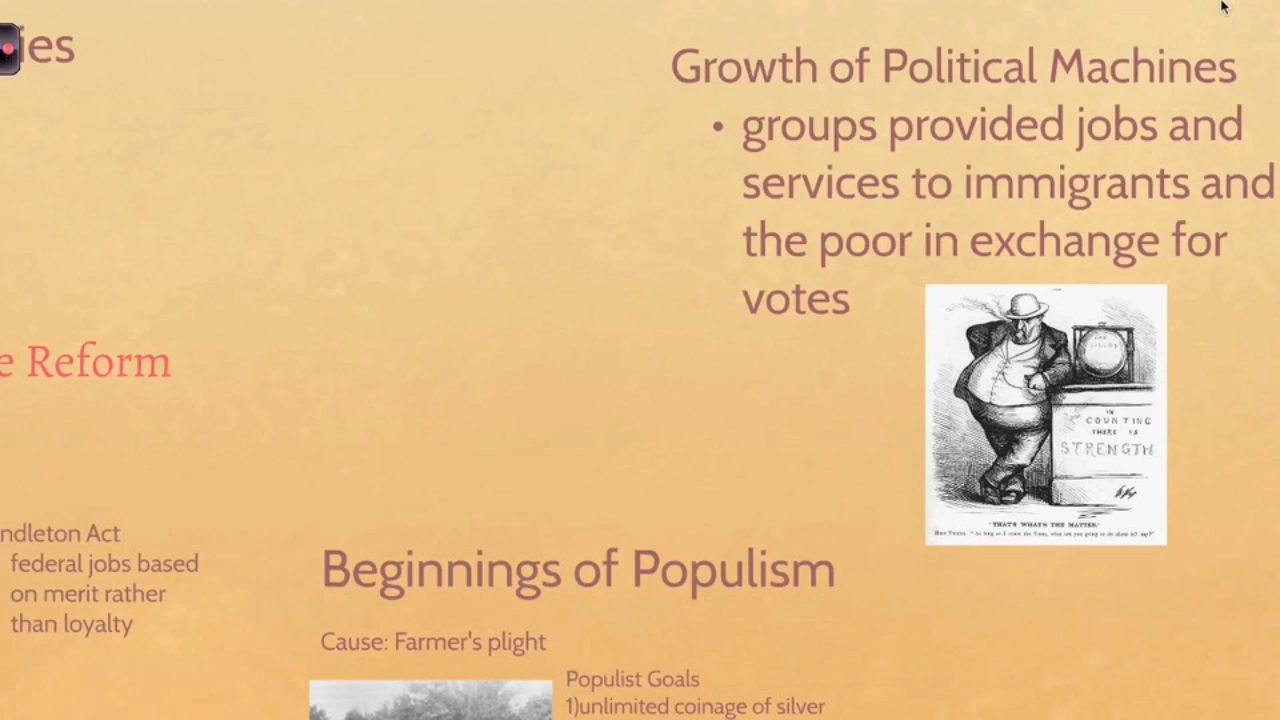 ies
Growth of Political Machines
• groups provided jobs and
services to immigrants and
the poor in exchange for
votes
IN
COUNTING
THERE IS
STRENGTH
"THAT'S WHAT'S THE MATTER."
e Reform
ndleton Act
federal jobs based
on merit rather
than loyalty
Beginnings of Populism
Cause: Farmer's plight
Populist Goals
1)unlimited coinage of silver